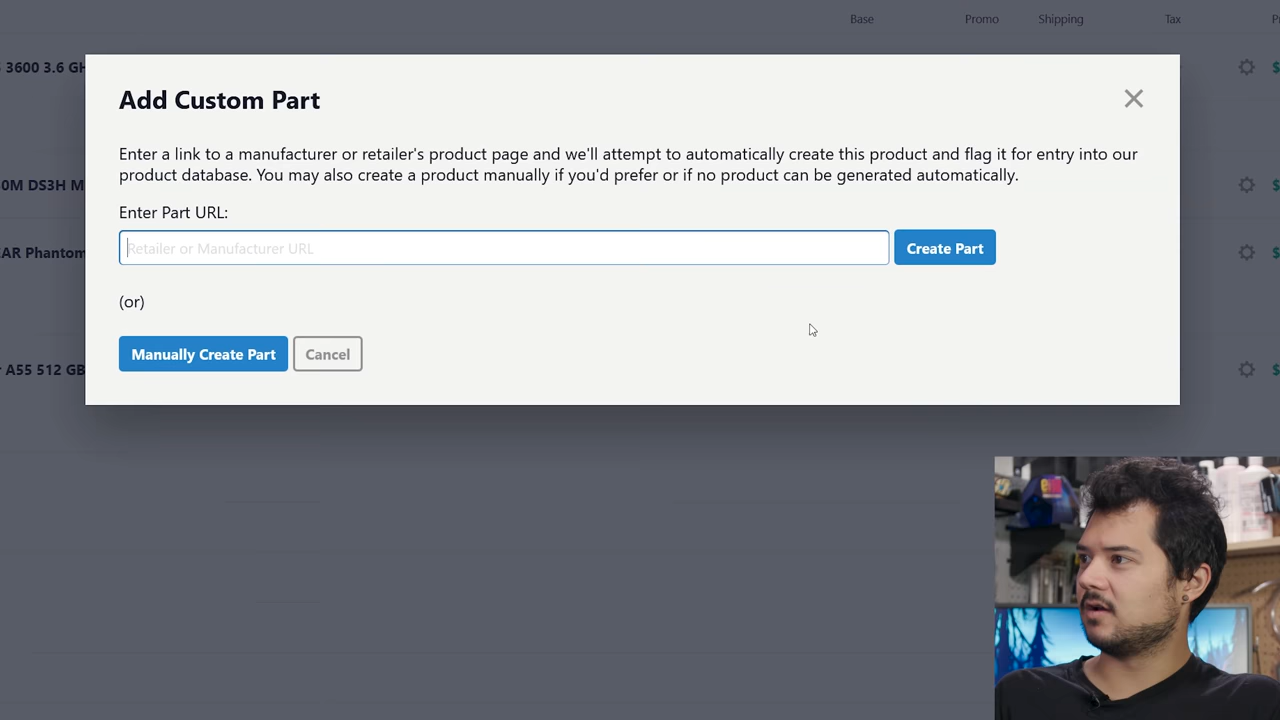 Base Promo Shipping Tax
3600 3.6
Add Custom Part
Enter a link to a manufacturer or retailer's product page and we'll attempt to automatically create this product and flag it for entry into our
product database. You may also create a product manually if you'd prefer or if no product can be generated automatically.
DS3H
Enter Part URL:
Retailer or Manufacturer URL
Create Part
Phantom
(or)
Manually Create Part
Cancel
A55 512 GB